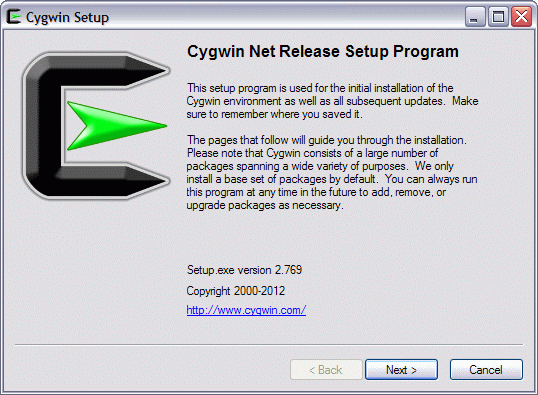 Cygwin Setup
Cygwin Net Release Setup Program
This setup program is used for the initial installation of the
Cygwin environment as well as all subsequent updates.  Make
sure to remember where you saved it.
The pages that follow will guide you through the installation.
Please note that Cygwin consists of a large number of
packages spanning a wide variety of purposes.  We only
install a base set of packages by default.  You can always run
this program at any time in the future to add, remove, or
upgrade packages as necessary.
Setup.exe version 2.769
Copyright 2000-2012
http://www.cygwin.com/
< Back
Next >
Cancel